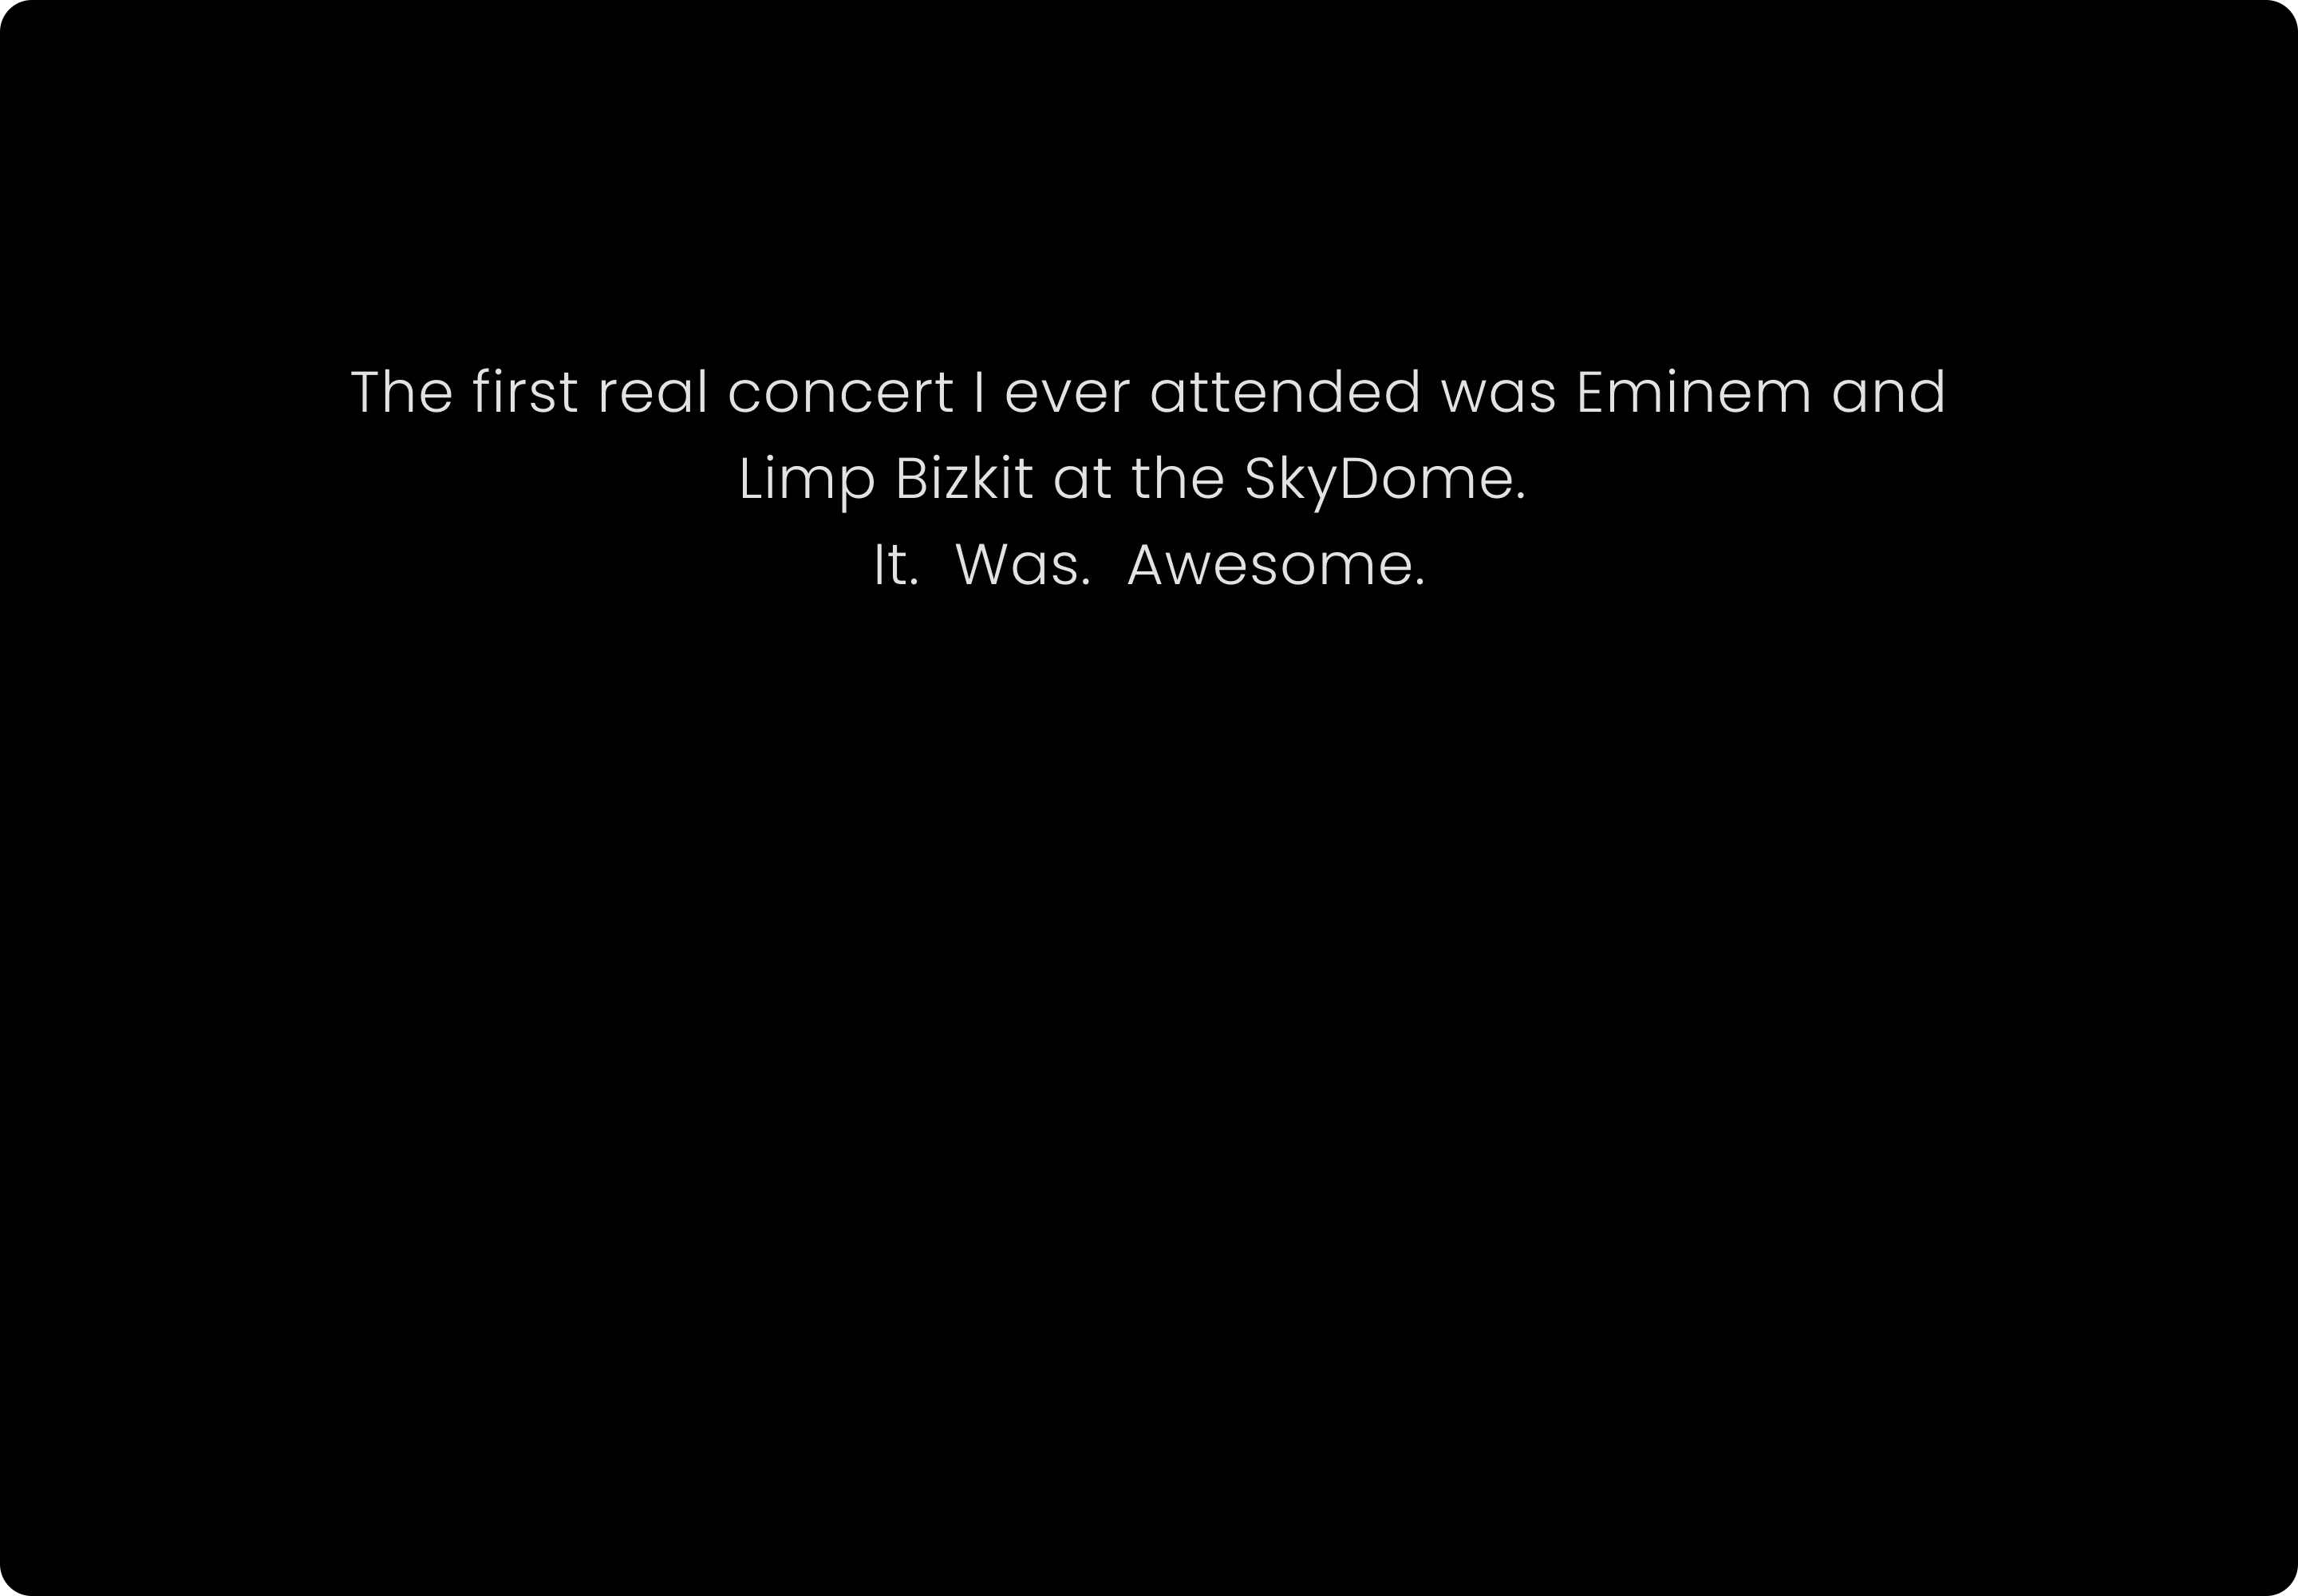 The first real concert I ever attended was Eminem and
Limp Bizkit at the SkyDome.
It. Was. Awesome.